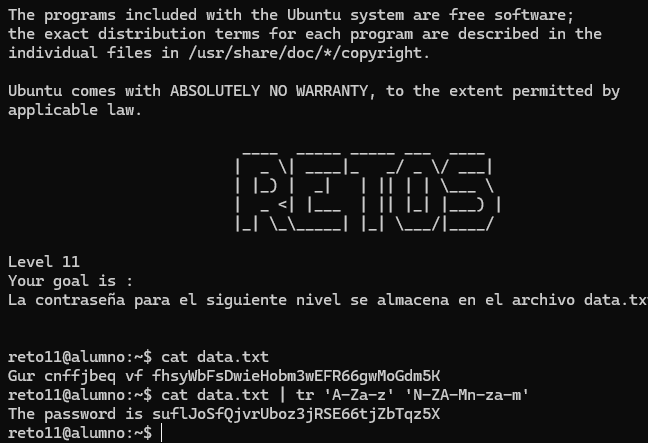 The programs included with the Ubuntu system are free software;
the exact distribution terms for each program are described in the
individual files in /usr/share/doc/*/copyright.
Ubuntu comes with ABSOLUTELY NO WARRANTY, to the extent permitted by
applicable law.
RETOS
Level 11
Your goal is :
La contraseña para el siguiente nivel se almacena en el archivo data.tx
reto11@alumno:~$ cat data.txt
Gur cnffjbeq vf fhsyWbFsDwieHobm3wEFR66gwMoGdm5K
reto11@alumno:~$ cat data.txt | tr 'A-Za-z' 'N-ZA-Mn-za-m'
The password is suflJoSfQjvrUboz3jRSE66tjZbTqz5X
reto11@alumno:~$